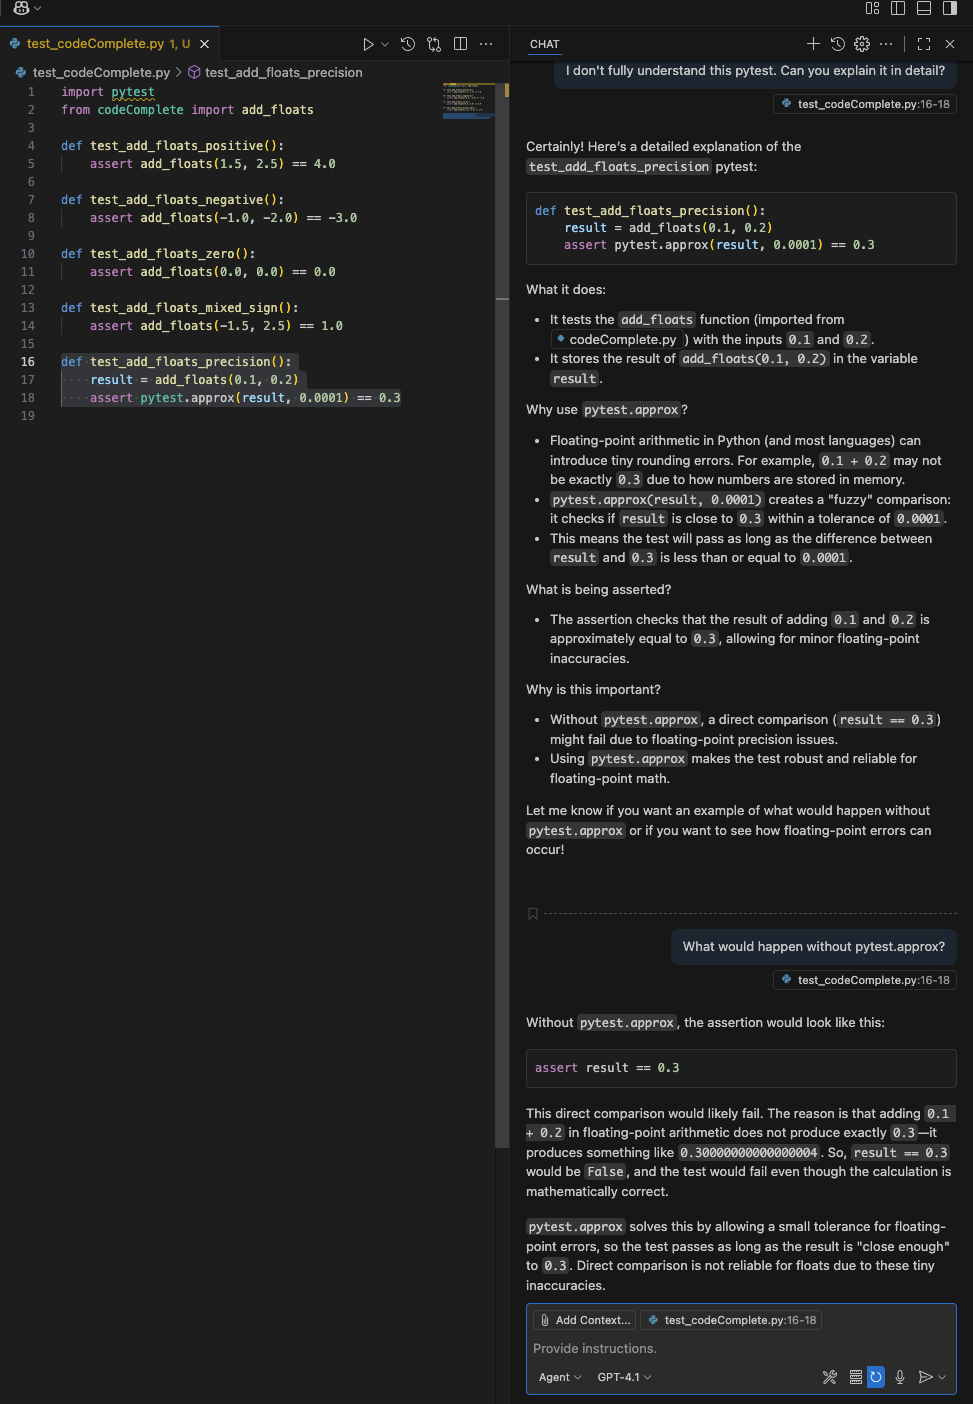 test_codeComplete.py 1, U
test_codeComplete.py > test_add_floats_precision
1 import pytest
2 from codeComplete import add_floats
3
4 def test_add_floats_positive():
5 assert add_floats(1.5, 2.5) == 4.0
6
7 def test_add_floats_negative():
8 assert add_floats(-1.0, -2.0) == -3.0
9
10 def test_add_floats_zero():
11 assert add_floats(0.0, 0.0) == 0.0
12
13 def test_add_floats_mixed_sign():
14 assert add_floats(-1.5, 2.5) == 1.0
15
16 def test_add_floats_precision():
17 result = add_floats(0.1, 0.2)
18 assert pytest.approx(result, 0.0001) == 0.3
19
CHAT
I don't fully understand this pytest. Can you explain it in detail?
test_codeComplete.py:16-18
Certainly! Here's a detailed explanation of the
test_add_floats_precision pytest:
def test_add_floats_precision():
result = add_floats(0.1, 0.2)
assert pytest.approx(result, 0.0001) == 0.3
What it does:
• It tests the add_floats function (imported from
codeComplete.py ) with the inputs 0.1 and 0.2.
• It stores the result of add_floats(0.1, 0.2) in the variable
result.
Why use pytest.approx?
• Floating-point arithmetic in Python (and most languages) can
introduce tiny rounding errors. For example, 0.1 + 0.2 may not
be exactly 0.3 due to how numbers are stored in memory.
• pytest.approx(result, 0.0001) creates a "fuzzy" comparison:
it checks if result is close to 0.3 within a tolerance of 0.0001.
• This means the test will pass as long as the difference between
result and 0.3 is less than or equal to 0.0001.
What is being asserted?
• The assertion checks that the result of adding 0.1 and 0.2 is
approximately equal to 0.3, allowing for minor floating-point
inaccuracies.
Why is this important?
• Without pytest.approx, a direct comparison (result == 0.3)
might fail due to floating-point precision issues.
• Using pytest.approx makes the test robust and reliable for
floating-point math.
Let me know if you want an example of what would happen without
pytest.approx or if you want to see how floating-point errors can
occur!
What would happen without pytest.approx?
test_codeComplete.py:16-18
Without pytest.approx, the assertion would look like this:
assert result == 0.3
This direct comparison would likely fail. The reason is that adding 0.1
+ 0.2 in floating-point arithmetic does not produce exactly 0.3—it
produces something like 0.30000000000000004. So, result == 0.3
would be False, and the test would fail even though the calculation is
mathematically correct.
pytest.approx solves this by allowing a small tolerance for floating-
point errors, so the test passes as long as the result is "close enough"
to 0.3. Direct comparison is not reliable for floats due to these tiny
inaccuracies.
Add Context... test_codeComplete.py:16-18
Provide instructions.
Agent GPT-4.1